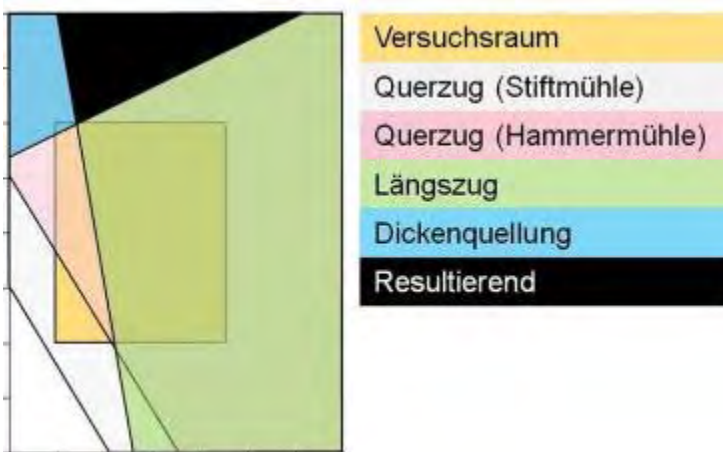 Versuchsraum
Querzug (Stiftmühle)
Querzug (Hammermühle)
Längszug
Dickenquellung
Resultierend